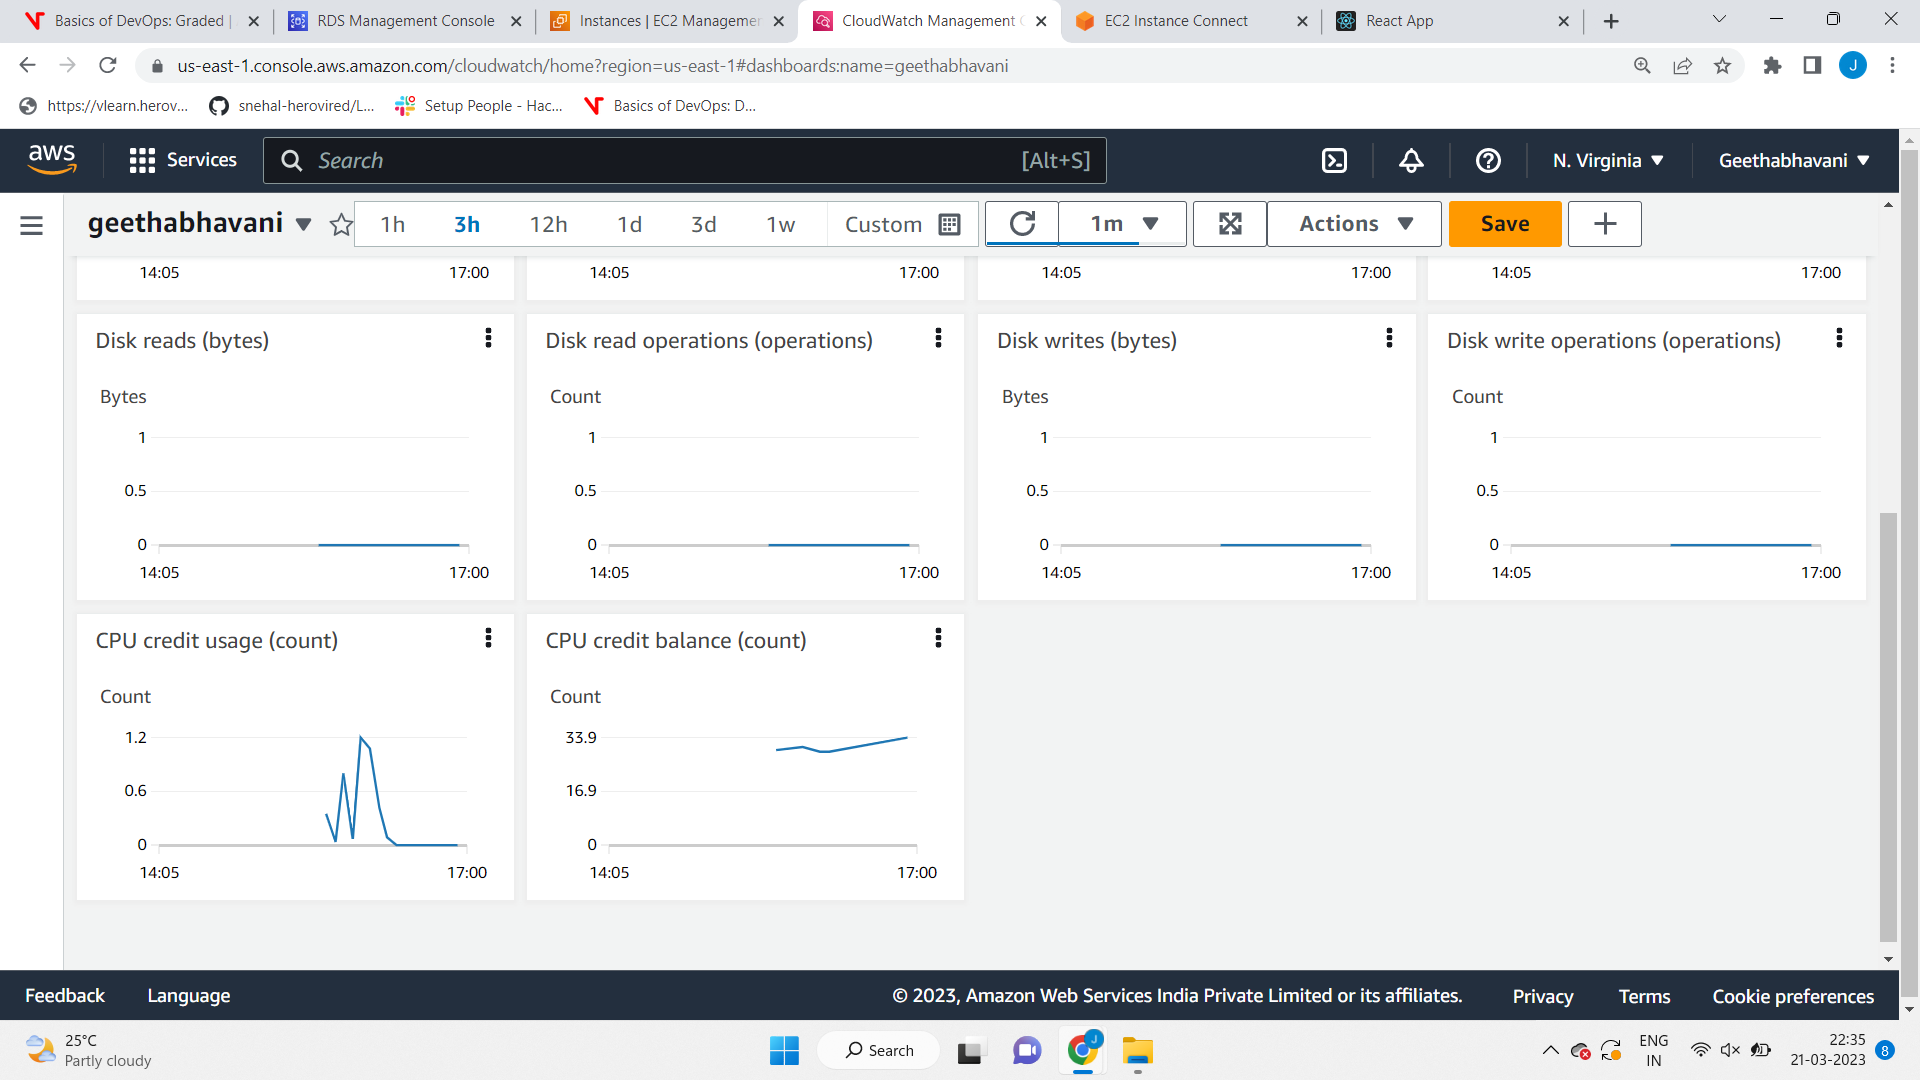 Basics of DevOps: Graded
RDS Management Console
Instances | EC2 Managemen
CloudWatch Management C
EC2 Instance Connect
React App
us-east-1.console.aws.amazon.com/cloudwatch/home?region=us-east-1#dashboards:name=geethabhavani
J
https://vlearn.herov...
snehal-herovired/L...
Setup People - Hac...
Basics of DevOps: D...
aws
Services
Search
[Alt+S]
N. Virginia
Geethabhavani
geethabhavani
1h
3h
12h
1d
3d
1w
Custom
1m
Actions
Save
14:05 17:00
14:05 17:00
14:05 17:00
14:05 17:00
Disk reads (bytes)
Bytes
1
0.5
0
14:05 17:00
Disk read operations (operations)
Count
1
0.5
0
14:05 17:00
Disk writes (bytes)
Bytes
1
0.5
0
14:05 17:00
Disk write operations (operations)
Count
1
0.5
0
14:05 17:00
CPU credit usage (count)
Count
1.2
0.6
0
14:05 17:00
CPU credit balance (count)
Count
33.9
16.9
0
14:05 17:00
Feedback
Language
© 2023, Amazon Web Services India Private Limited or its affiliates.
Privacy
Terms
Cookie preferences
25°C
Partly cloudy
Search
J
ENG
IN
22:35
21-03-2023
8